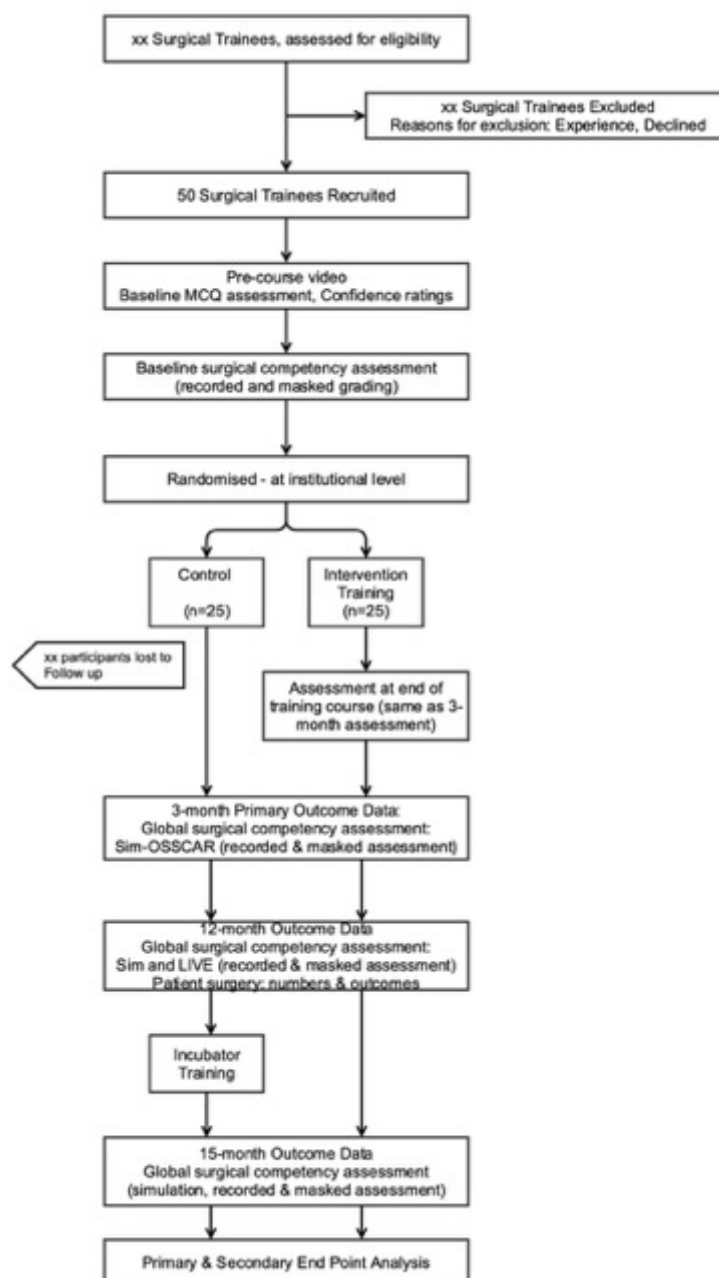 xx Surgical Trainees, assessed for eligibility
xx Surgical Trainees Excluded
Reasons for exclusion: Experience, Declined
50 Surgical Trainees Recruited
Pre-course video
Baseline MCQ assessment, Confidence ratings
Baseline surgical competency assessment
(recorded and masked grading)
Randomised - at institutional level
Control
(n=25)
Intervention
Training
(n=25)
xx participants lost to
Follow up
Assessment at end of
training course (same as 3-
month assessment)
3-month Primary Outcome Data:
Global surgical competency assessment:
Sim-OSSCAR (recorded & masked assessment)
12-month Outcome Data
Global surgical competency assessment:
Sim and LIVE (recorded & masked assessment)
Patient surgery: numbers & outcomes
Incubator
Training
15-month Outcome Data
Global surgical competency assessment
(simulation, recorded & masked assessment)
Primary & Secondary End Point Analysis